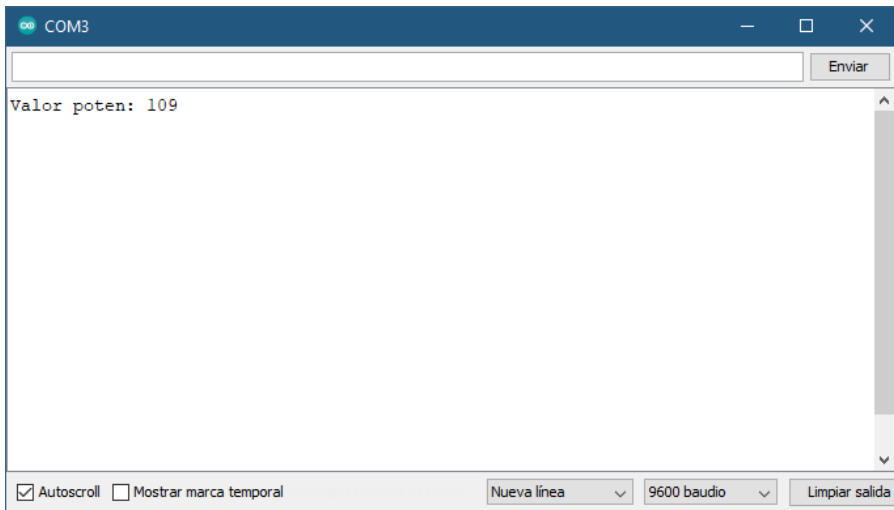 COM3
Enviar
Valor poten: 109
Autoscroll Mostrar marca temporal Nueva línea 9600 baudio Limpiar salida